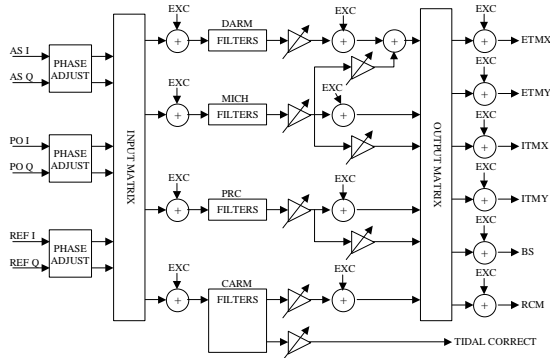 EXC EXC DARM EXC EXC
+ FILTERS + + + ETMX
AS I
PHASE
ADJUST
AS Q
EXC EXC MICH EXC EXC
+ FILTERS + + ETMY
PO I
PHASE
ADJUST
PO Q
INPUT MATRIX
OUTPUT MATRIX
EXC
+ ITMX
EXC PRC EXC EXC
+ FILTERS + + ITMY
REF I
PHASE
ADJUST
REF Q
EXC
+ BS
EXC CARM EXC EXC
+ FILTERS + + RCM
TIDAL CORRECT